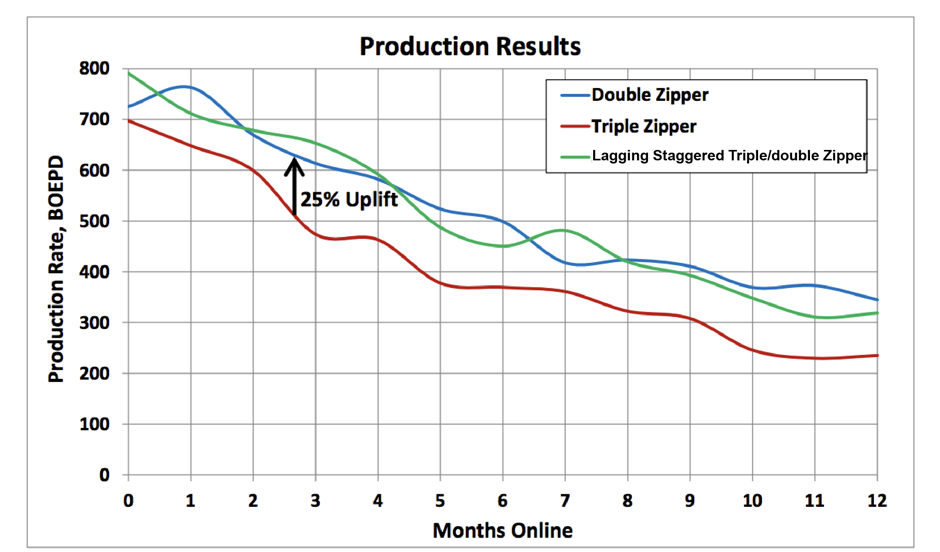 Production Results
800
700
600
500
400
300
200
100
0
Production Rate, BOEPD
Double Zipper
Triple Zipper
Lagging Staggered Triple/double Zipper
25% Uplift
0 1 2 3 4 5 6 7 8 9 10 11 12
Months Online